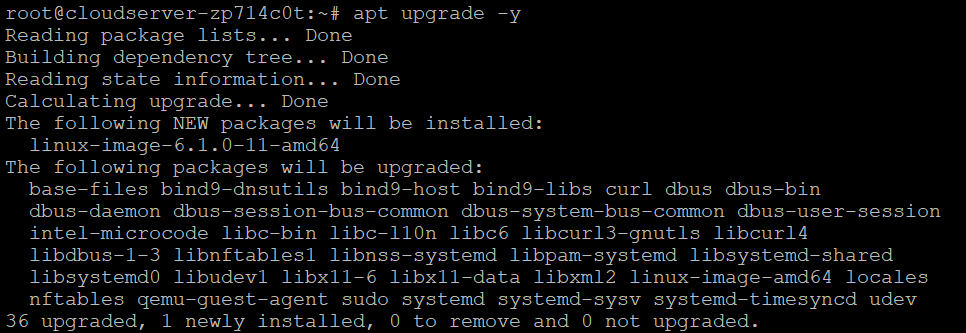 root@cloudserver-zp714c0t:~# apt upgrade -y
Reading package lists... Done
Building dependency tree... Done
Reading state information... Done
Calculating upgrade... Done
The following NEW packages will be installed:
  linux-image-6.1.0-11-amd64
The following packages will be upgraded:
  base-files bind9-dnsutils bind9-host bind9-libs curl dbus dbus-bin
  dbus-daemon dbus-session-bus-common dbus-system-bus-common dbus-user-session
  intel-microcode libc-bin libc-l10n libc6 libcurl3-gnutls libcurl4
  libdbus-1-3 libnftables1 libnss-systemd libpam-systemd libsystemd-shared
  libsystemd0 libudev1 libx11-6 libx11-data libxml2 linux-image-amd64 locales
  nftables qemu-guest-agent sudo systemd systemd-sysv systemd-timesyncd udev
36 upgraded, 1 newly installed, 0 to remove and 0 not upgraded.